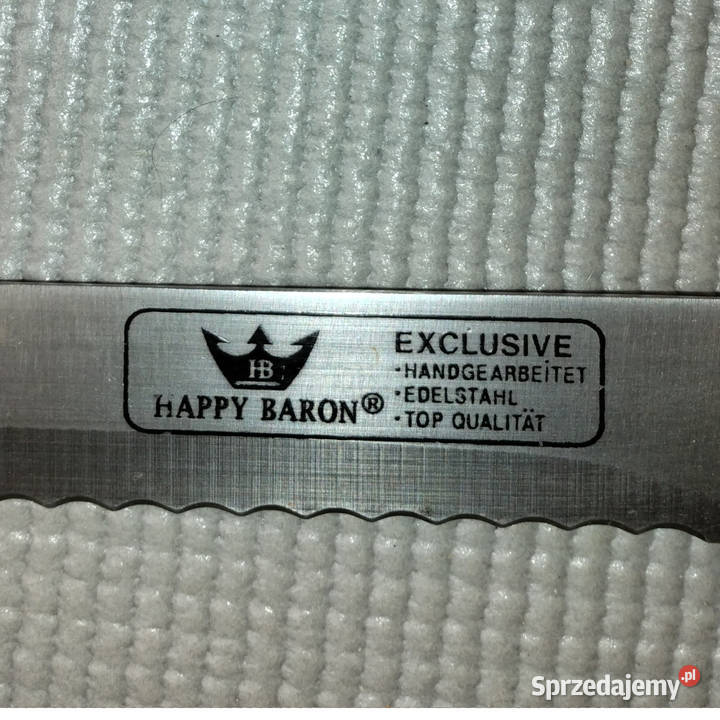 HB
HAPPY BARON®
EXCLUSIVE
·HANDGEARBEITET
·EDELSTAHL
·TOP QUALITÄT
Sprzedajemy.pl